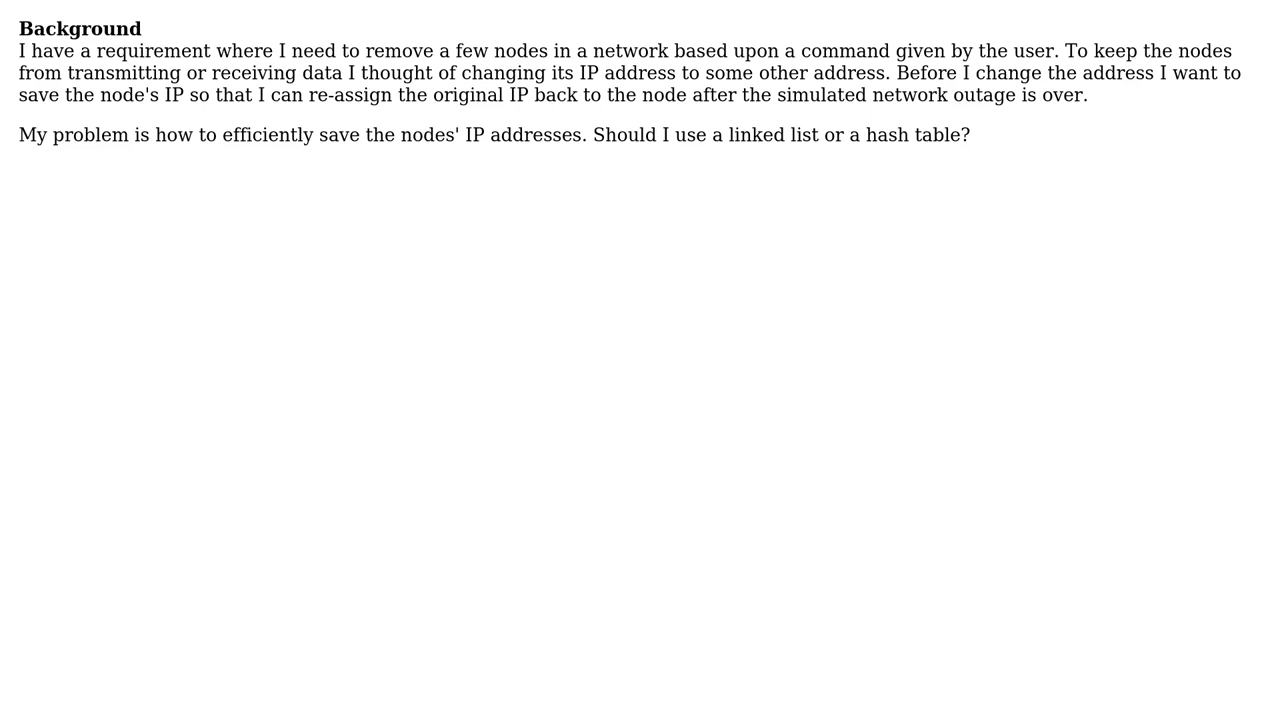 Background
I have a requirement where I need to remove a few nodes in a network based upon a command given by the user. To keep the nodes
from transmitting or receiving data I thought of changing its IP address to some other address. Before I change the address I want to
save the node's IP so that I can re-assign the original IP back to the node after the simulated network outage is over.
My problem is how to efficiently save the nodes' IP addresses. Should I use a linked list or a hash table?